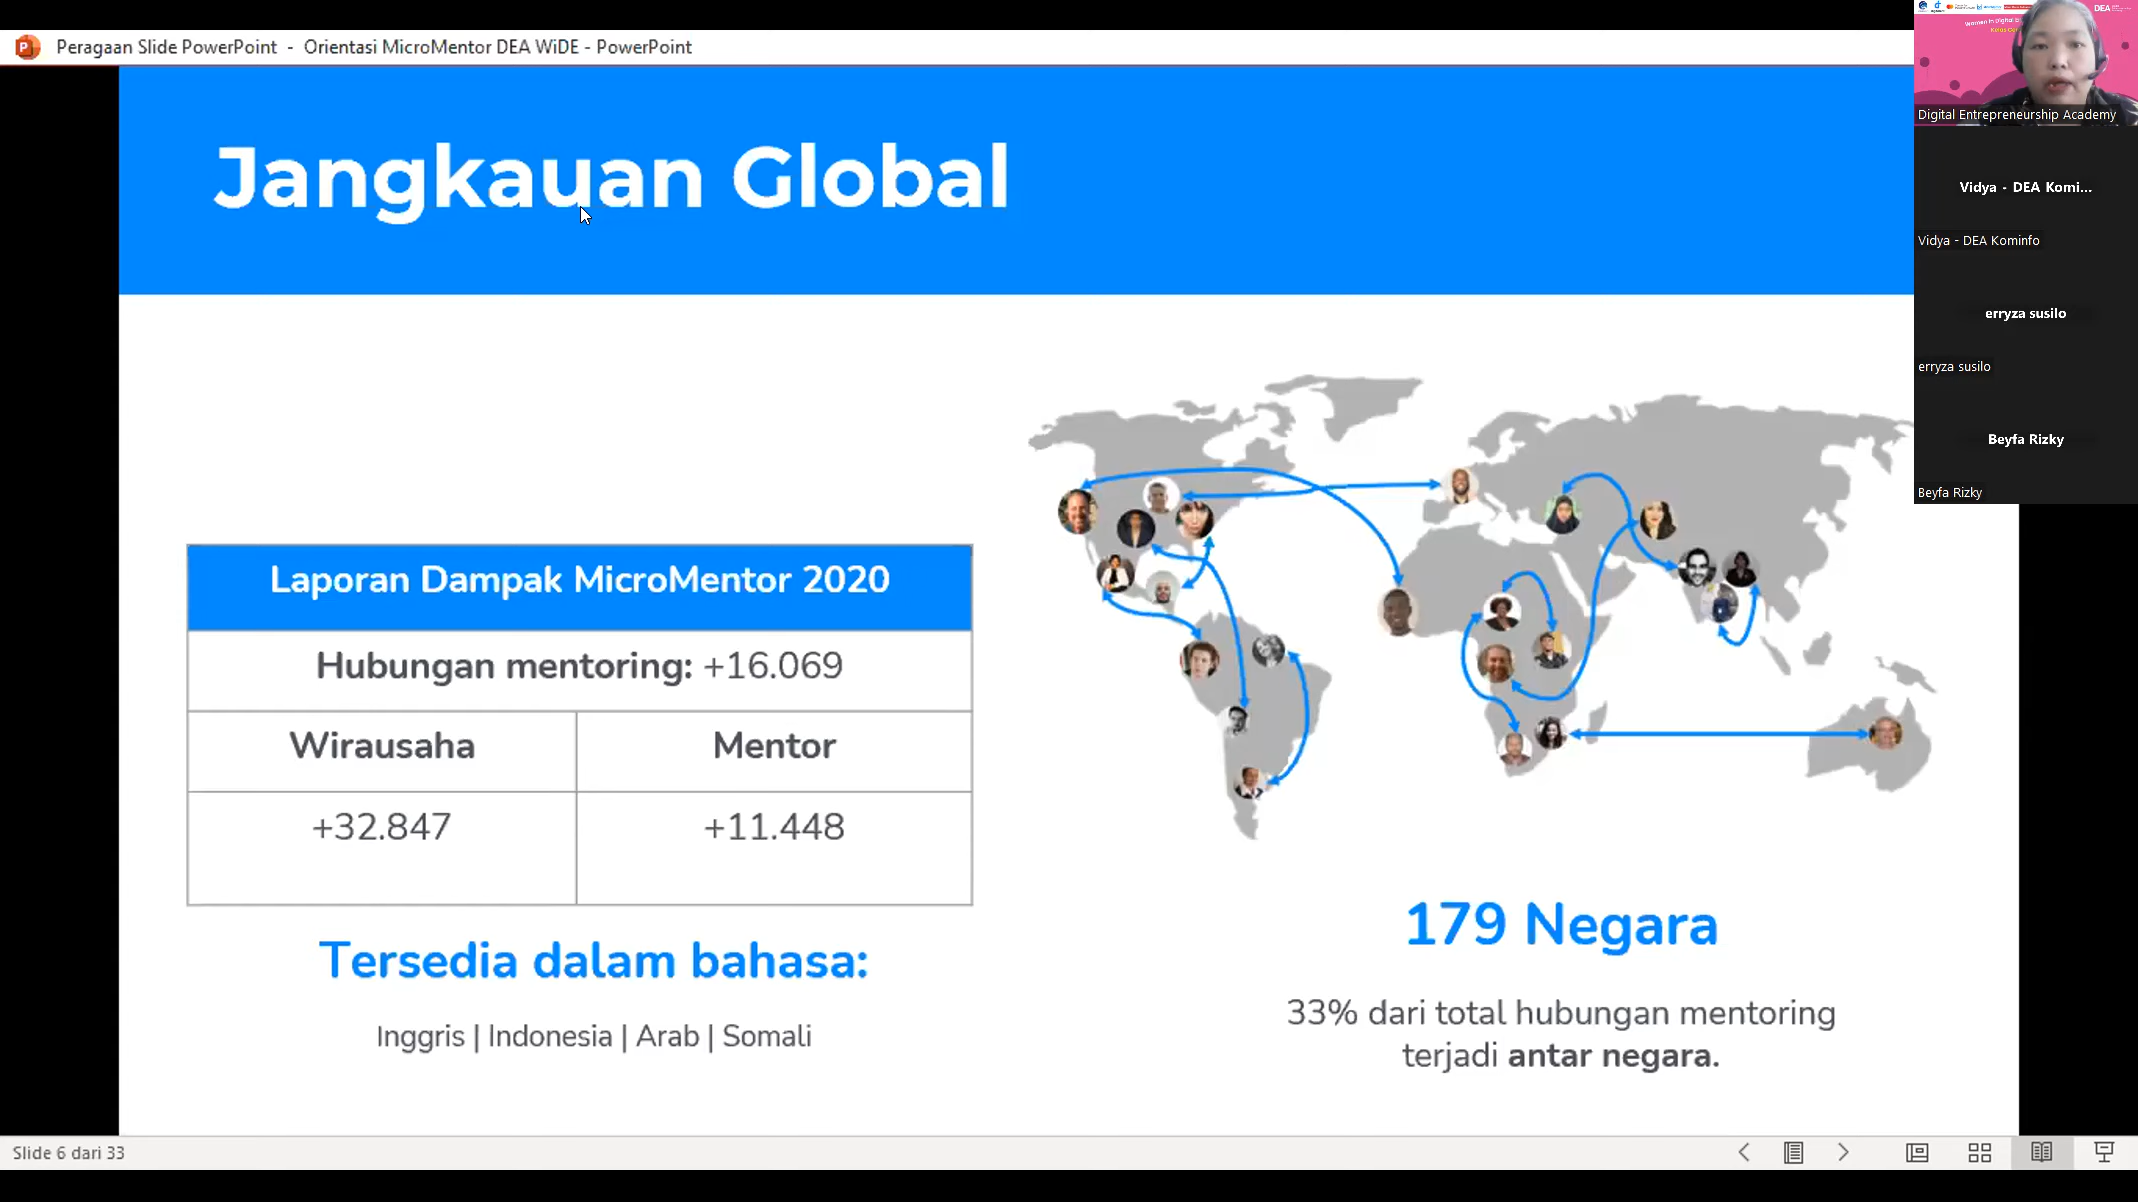 Peragaan Slide PowerPoint - Orientasi MicroMentor DEA WiDE - PowerPoint
Jangkauan Global
Laporan Dampak MicroMentor 2020
Hubungan mentoring: +16.069
Wirausaha
Mentor
+32.847
+11.448
Tersedia dalam bahasa:
Inggris | Indonesia | Arab | Somali
179 Negara
33% dari total hubungan mentoring
terjadi antar negara.
DEA
Digital Entrepreneurship Academy
Vidya - DEA Komi...
Vidya - DEA Kominfo
erryza susilo
erryza susilo
Beyfa Rizky
Beyfa Rizky
Slide 6 dari 33